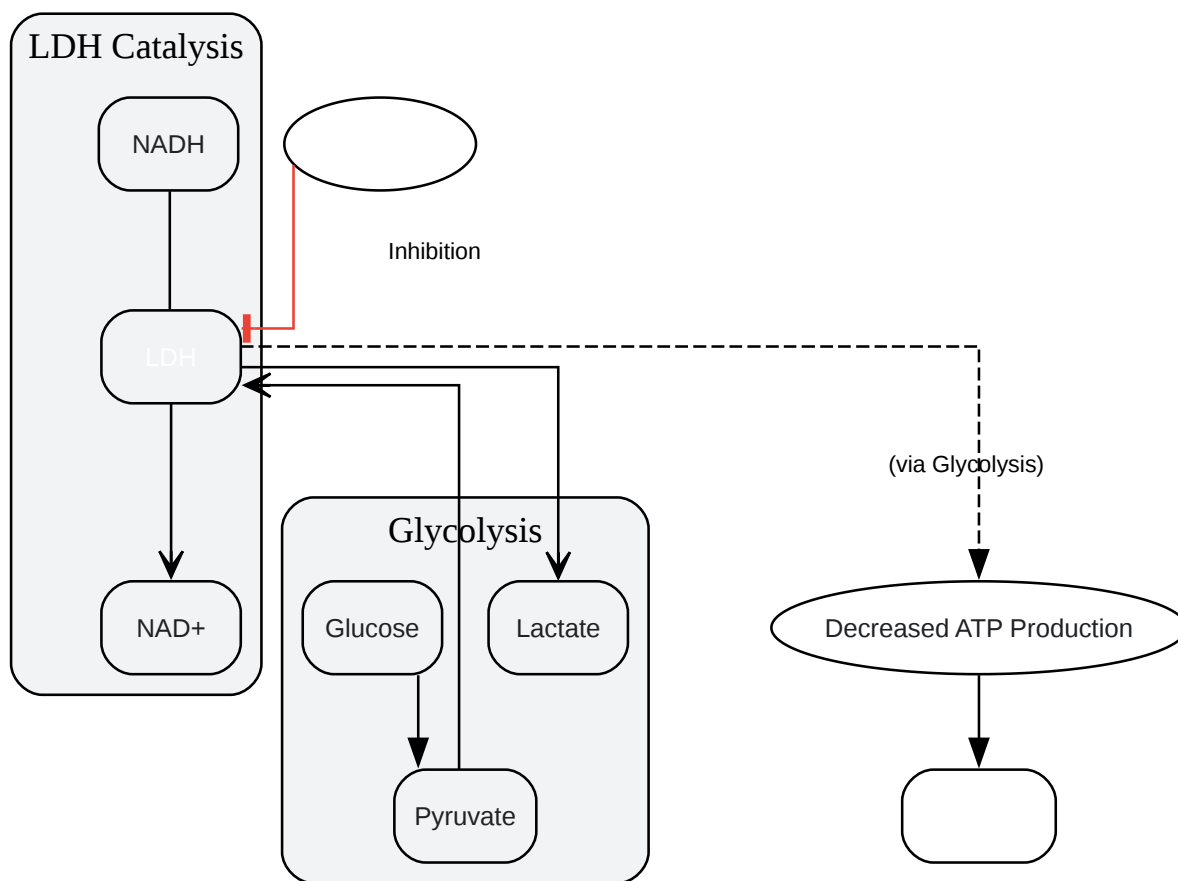 LDH Catalysis
NADH
Inhibition
LDH
(via Glycolysis)
Glycolysis
NAD+
Glucose
Lactate
Decreased ATP Production
Pyruvate